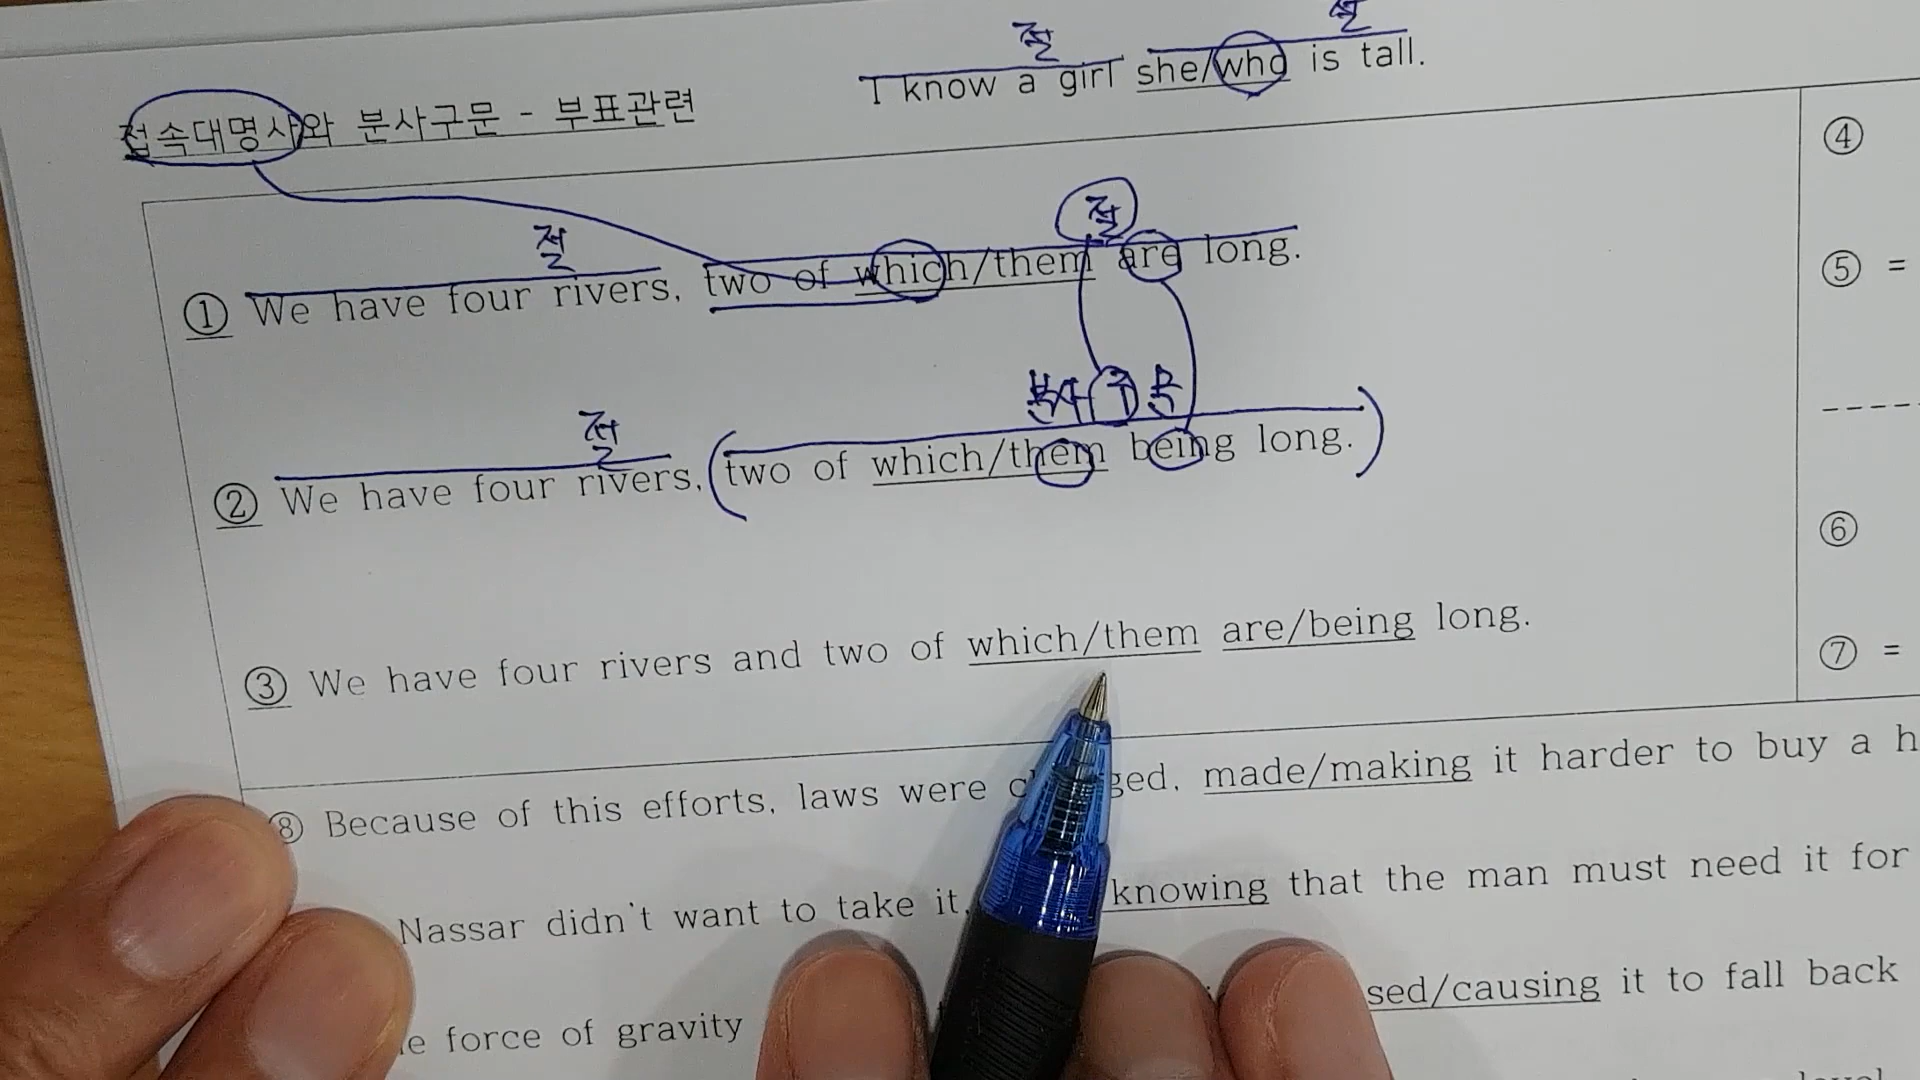 절 절
I know a girl she/who is tall.
접속대명사와 분사구문 - 부표관련
절 절
① We have four rivers, two of which/them are long.
절 분사구문
② We have four rivers, (two of which/them being long.)
③ We have four rivers and two of which/them are/being long.
④
⑤ =
⑥
⑦ =
⑧ Because of this efforts, laws were changed, made/making it harder to buy a h
Nassar didn't want to take it, knowing that the man must need it for
force of gravity sed/causing it to fall back
level